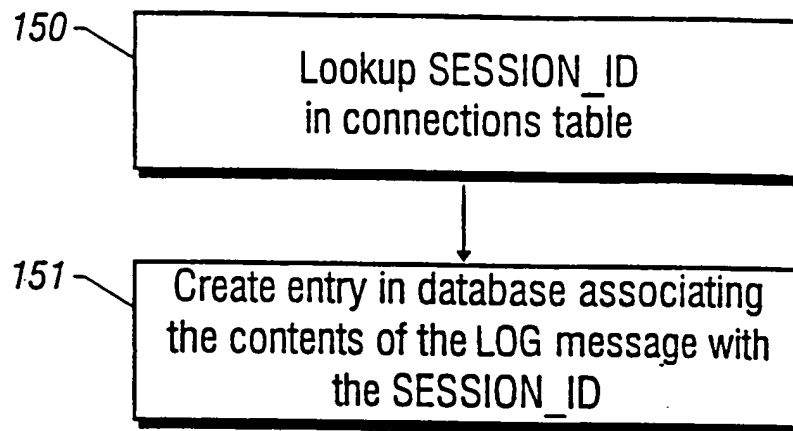 150
Lookup SESSION_ID
in connections table
151
Create entry in database associating
the contents of the LOG message with
the SESSION_ID